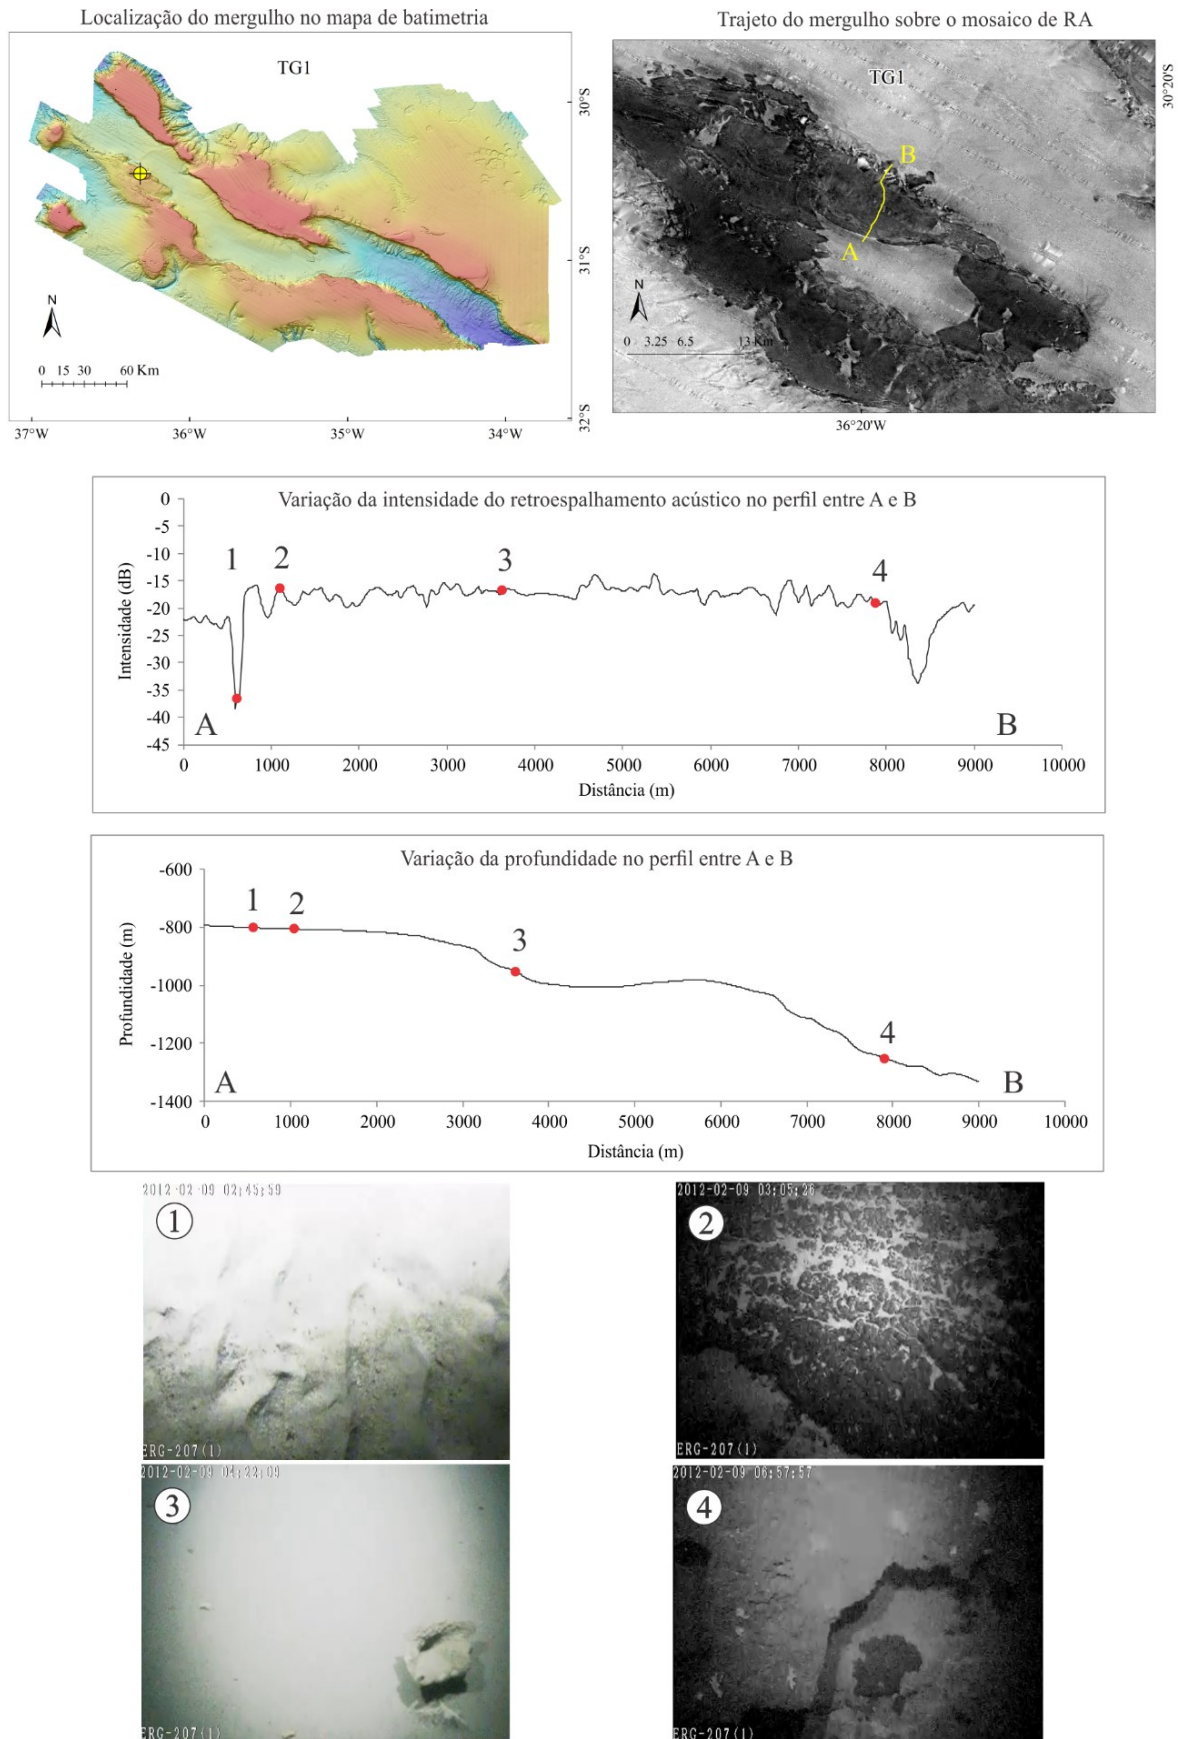 Localização do mergulho no mapa de batimetria
TG1
30°S
31°S
32°S
N
0 15 30 60 Km
37°W 36°W 35°W 34°W
Trajeto do mergulho sobre o mosaico de RA
TG1
30°20'S
B
A
N
0 3.25 6.5 13 Km
36°20'W
Variação da intensidade do retroespalhamento acústico no perfil entre A e B
Intensidade (dB)
0
-5
-10
-15
-20
-25
-30
-35
-40
-45
1 2 3 4
A B
0 1000 2000 3000 4000 5000 6000 7000 8000 9000 10000
Distância (m)
Variação da profundidade no perfil entre A e B
Profundidade (m)
-600
-800
-1000
-1200
-1400
1 2 3 4
A B
0 1000 2000 3000 4000 5000 6000 7000 8000 9000 10000
Distância (m)
2012-02-09 02:45:59
1
ERG-207(1)
2012-02-09 03:05:26
2
ERG-207(1)
2012-02-09 04:22:09
3
ERG-207(1)
2012-02-09 06:57:57
4
ERG-207(1)